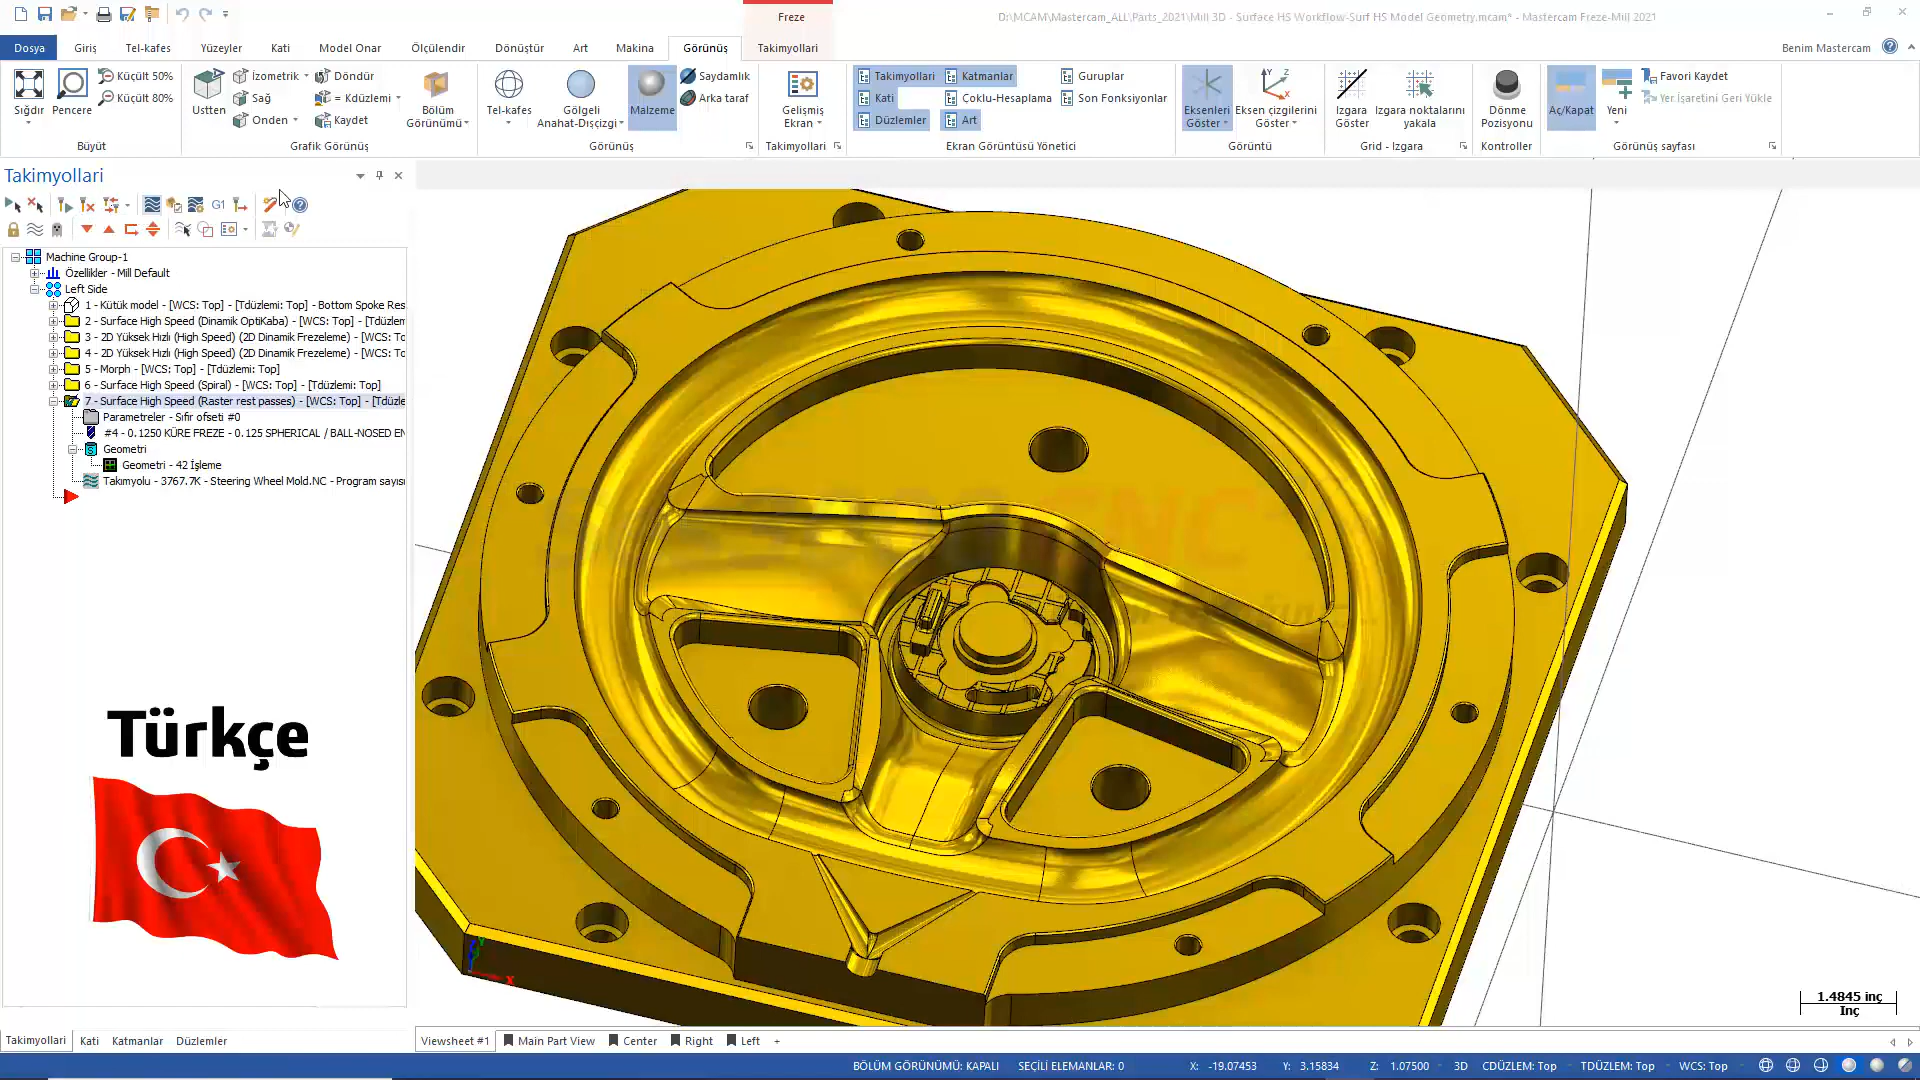 Freze
D:\MCAM\Mastercam_ALL\Parts_2021\Mill 3D - Surface HS Workflow-Surf HS Model Geometry.mcam* - Mastercam Freze-Mill 2021
Dosya Giriş Tel-kafes Yüzeyler Kati Model Onar Ölçülendir Dönüştür Art Makina Görünüş Takimyollari Benim Mastercam
Sığdır Pencere Küçült 50% Küçült 80% Büyüt
Ustten İzometrik Sağ Onden Döndür = Kdüzlemi Kaydet Grafik Görünüş
Bölüm Görünümü
Tel-kafes Gölgeli Anahat-Dışçizgi Malzeme Saydamlık Arka taraf Görünüş
Gelişmiş Ekran Takimyollari
Takimyollari Katmanlar Guruplar
Kati Çoklu-Hesaplama Son Fonksiyonlar
Düzlemler Art
Ekran Görüntüsü Yönetici
Eksenleri Göster Eksen çizgilerini Göster Görüntü
Izgara Göster Izgara noktalarını yakala Grid - Izgara
Dönme Pozisyonu Kontroller
Aç/Kapat Yeni Favori Kaydet Yer İşaretini Geri Yükle Görünüş sayfası
Takimyollari
G1
Machine Group-1
Özellikler - Mill Default
Left Side
1 - Kütük model - [WCS: Top] - [Tdüzlemi: Top] - Bottom Spoke Res
2 - Surface High Speed (Dinamik OptiKaba) - [WCS: Top] - [Tdüzlem
3 - 2D Yüksek Hızlı (High Speed) (2D Dinamik Frezeleme) - [WCS: To
4 - 2D Yüksek Hızlı (High Speed) (2D Dinamik Frezeleme) - [WCS: To
5 - Morph - [WCS: Top] - [Tdüzlemi: Top]
6 - Surface High Speed (Spiral) - [WCS: Top] - [Tdüzlemi: Top]
7 - Surface High Speed (Raster rest passes) - [WCS: Top] - [Tdüzle
Parametreler - Sıfır ofseti #0
#4 - 0.1250 KÜRE FREZE - 0.125 SPHERICAL / BALL-NOSED EN
Geometri
Geometri - 42 İşleme
Takımyolu - 3767.7K - Steering Wheel Mold.NC - Program sayısı
Türkçe
CNC
Z Y X
1.4845 inç
Inç
Takimyollari Kati Katmanlar Düzlemler
Viewsheet #1 Main Part View Center Right Left +
BÖLÜM GÖRÜNÜMÜ: KAPALI SEÇİLİ ELEMANLAR: 0 X: -19.07453 Y: 3.15834 Z: 1.07500 3D CDÜZLEM: Top TDÜZLEM: Top WCS: Top